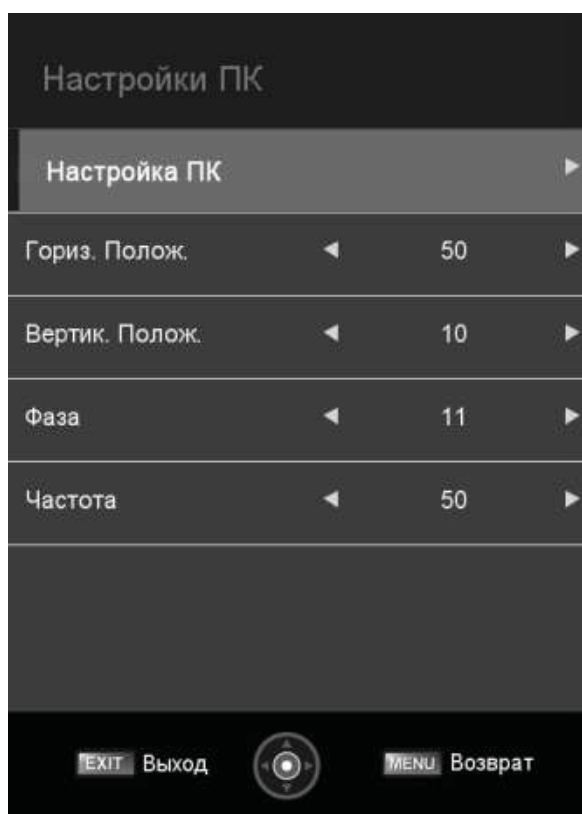 Настройки ПК
Настройка ПК
Гориз. Полож. 50
Вертик. Полож. 10
Фаза 11
Частота 50
EXIT Выход MENU Возврат